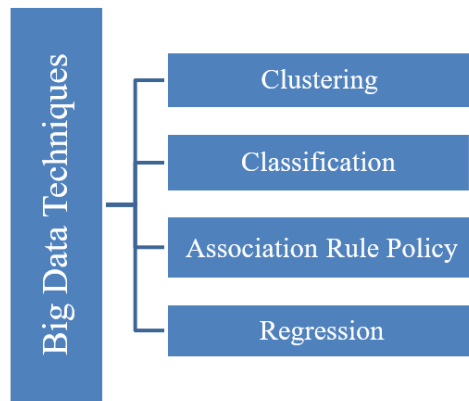 Big Data Techniques
Clustering
Classification
Association Rule Policy
Regression